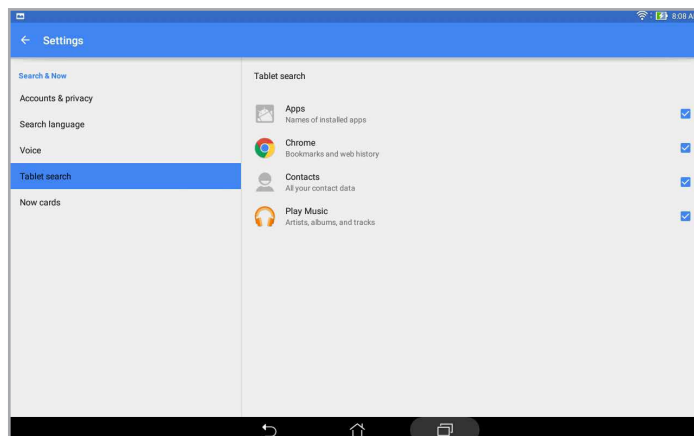 8:08 A
Settings
Search & Now
Accounts & privacy
Search language
Voice
Tablet search
Now cards
Tablet search
Apps
Names of installed apps
Chrome
Bookmarks and web history
Contacts
All your contact data
Play Music
Artists, albums, and tracks